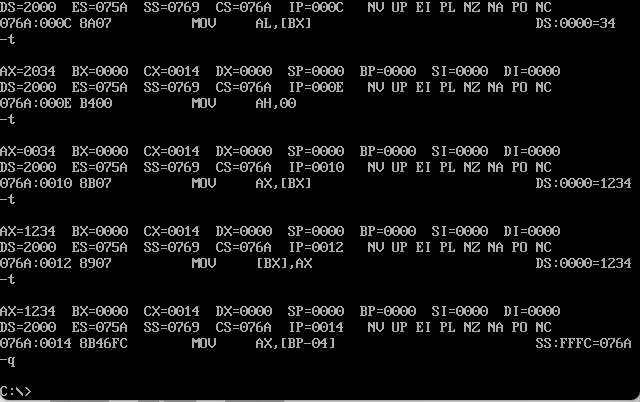 DS=2000 ES=075A SS=0769 CS=076A IP=000C NV UP EI PL NZ NA PO NC
076A:000C 8A07 MOV AL,[BX] DS:0000=34
-t
AX=2034 BX=0000 CX=0014 DX=0000 SP=0000 BP=0000 SI=0000 DI=0000
DS=2000 ES=075A SS=0769 CS=076A IP=000E NV UP EI PL NZ NA PO NC
076A:000E B400 MOV AH,00
-t
AX=0034 BX=0000 CX=0014 DX=0000 SP=0000 BP=0000 SI=0000 DI=0000
DS=2000 ES=075A SS=0769 CS=076A IP=0010 NV UP EI PL NZ NA PO NC
076A:0010 8B07 MOV AX,[BX] DS:0000=1234
-t
AX=1234 BX=0000 CX=0014 DX=0000 SP=0000 BP=0000 SI=0000 DI=0000
DS=2000 ES=075A SS=0769 CS=076A IP=0012 NV UP EI PL NZ NA PO NC
076A:0012 8907 MOV [BX],AX DS:0000=1234
-t
AX=1234 BX=0000 CX=0014 DX=0000 SP=0000 BP=0000 SI=0000 DI=0000
DS=2000 ES=075A SS=0769 CS=076A IP=0014 NV UP EI PL NZ NA PO NC
076A:0014 8B46FC MOV AX,[BP-04] SS:FFFC=076A
-q
C:\>